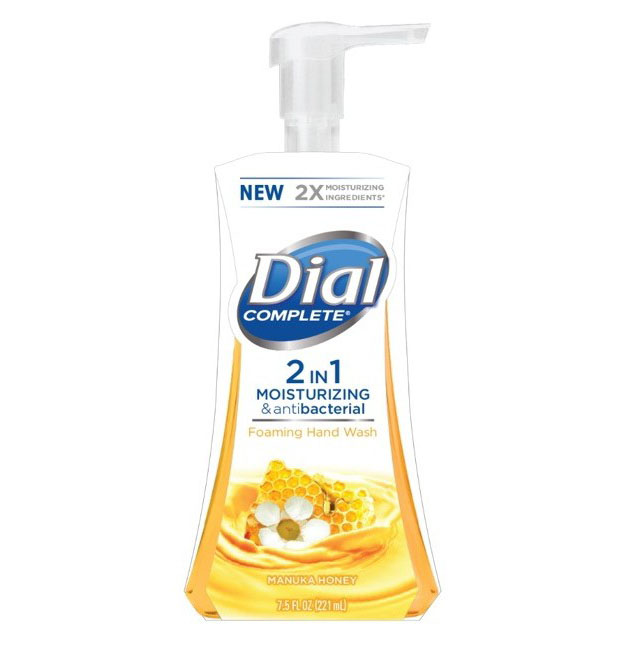 NEW 2X MOISTURIZING
INGREDIENTS*
Dial
COMPLETE®
2 IN 1
MOISTURIZING
& antibacterial
Foaming Hand Wash
MANUKA HONEY
7.5 FL OZ (221 mL)